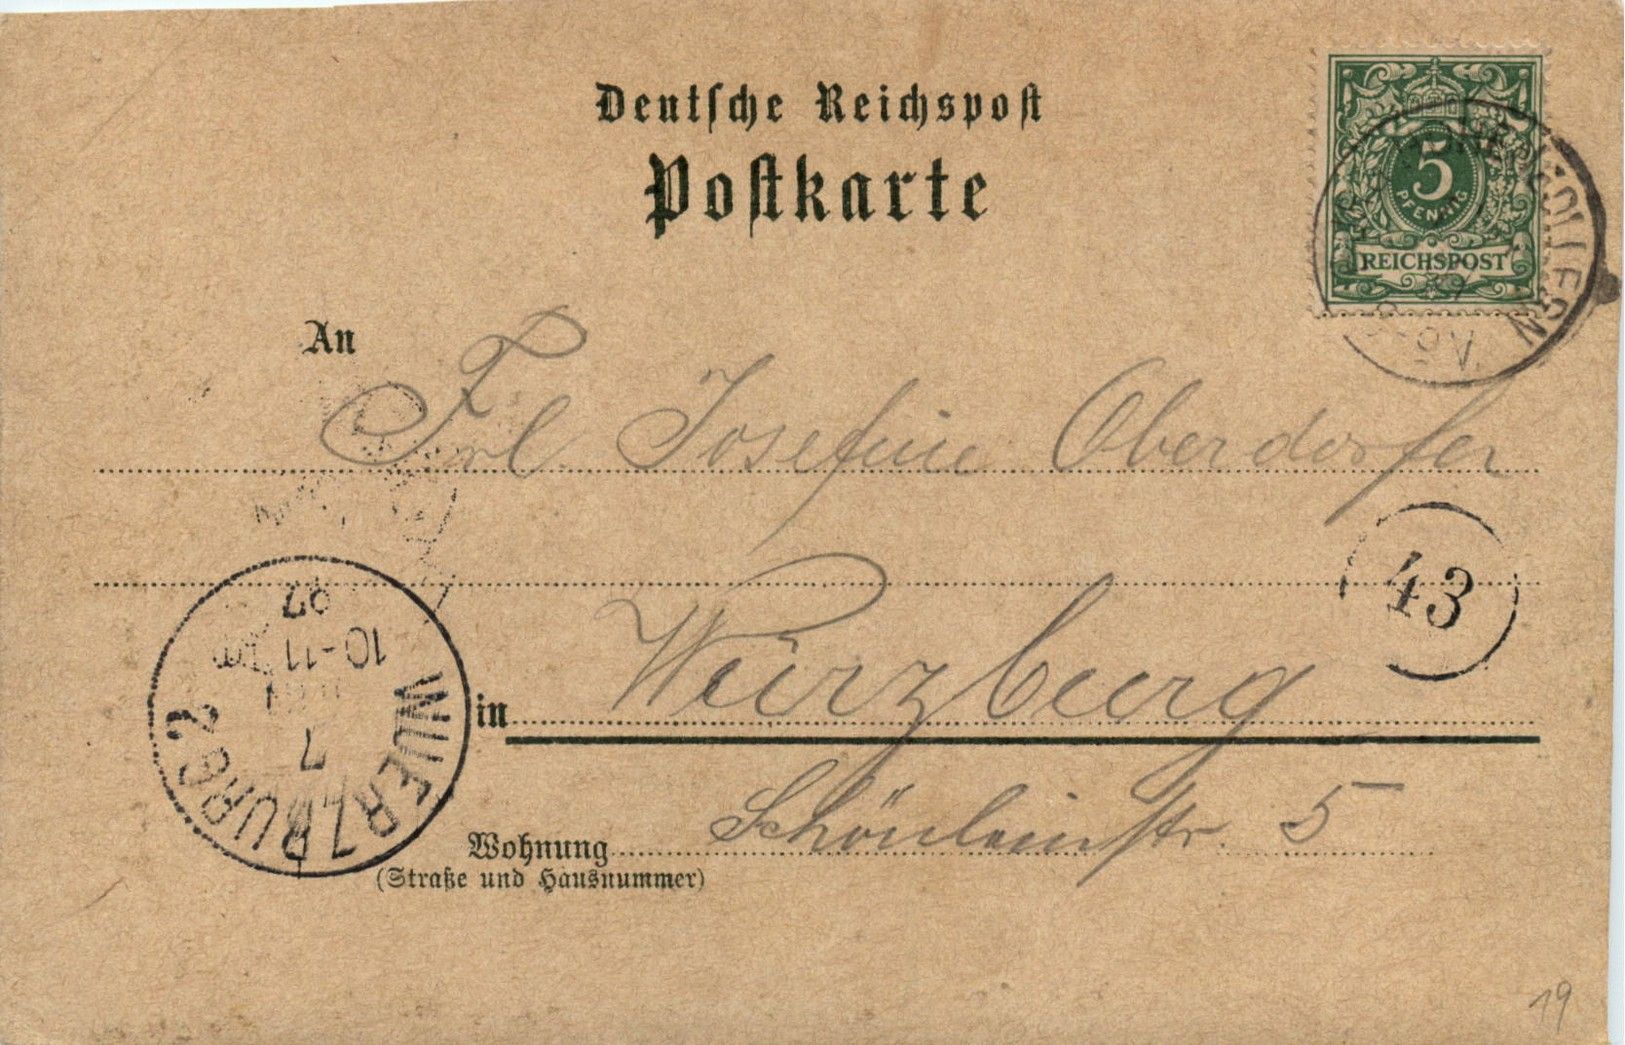 Deutsche Reichspost
Postkarte
5
PFENNIG
REICHSPOST
An
Frl. Josefine Oberdorfer
43
in Würzburg
WUERZBURG 2
7
10-11
97
Wohnung Schönleinstr. 5
(Straße und Hausnummer)
19